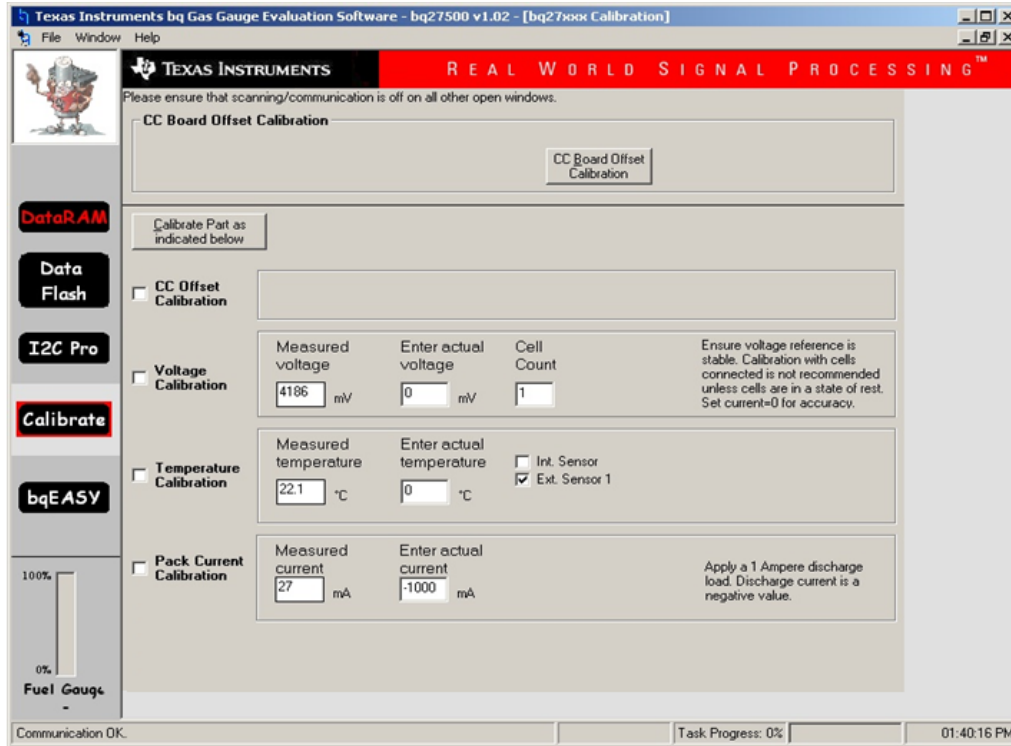 Texas Instruments bq Gas Gauge Evaluation Software - bq27500 v1.02 - [bq27xxx Calibration]
File Window Help
TEXAS INSTRUMENTS
REAL WORLD SIGNAL PROCESSING™
Please ensure that scanning/communication is off on all other open windows.
CC Board Offset Calibration
CC Board Offset
Calibration
DataRAM
Data
Flash
I2C Pro
Calibrate
bqEASY
100%
0%
Fuel Gauge
-
Calibrate Part as
indicated below
CC Offset
Calibration
Voltage
Calibration
Measured
voltage
4186 mV
Enter actual
voltage
0 mV
Cell
Count
1
Ensure voltage reference is
stable. Calibration with cells
connected is not recommended
unless cells are in a state of rest.
Set current=0 for accuracy.
Temperature
Calibration
Measured
temperature
22.1 °C
Enter actual
temperature
0 °C
Int. Sensor
Ext. Sensor 1
Pack Current
Calibration
Measured
current
27 mA
Enter actual
current
-1000 mA
Apply a 1 Ampere discharge
load. Discharge current is a
negative value.
Communication OK.
Task Progress: 0%
01:40:16 PM